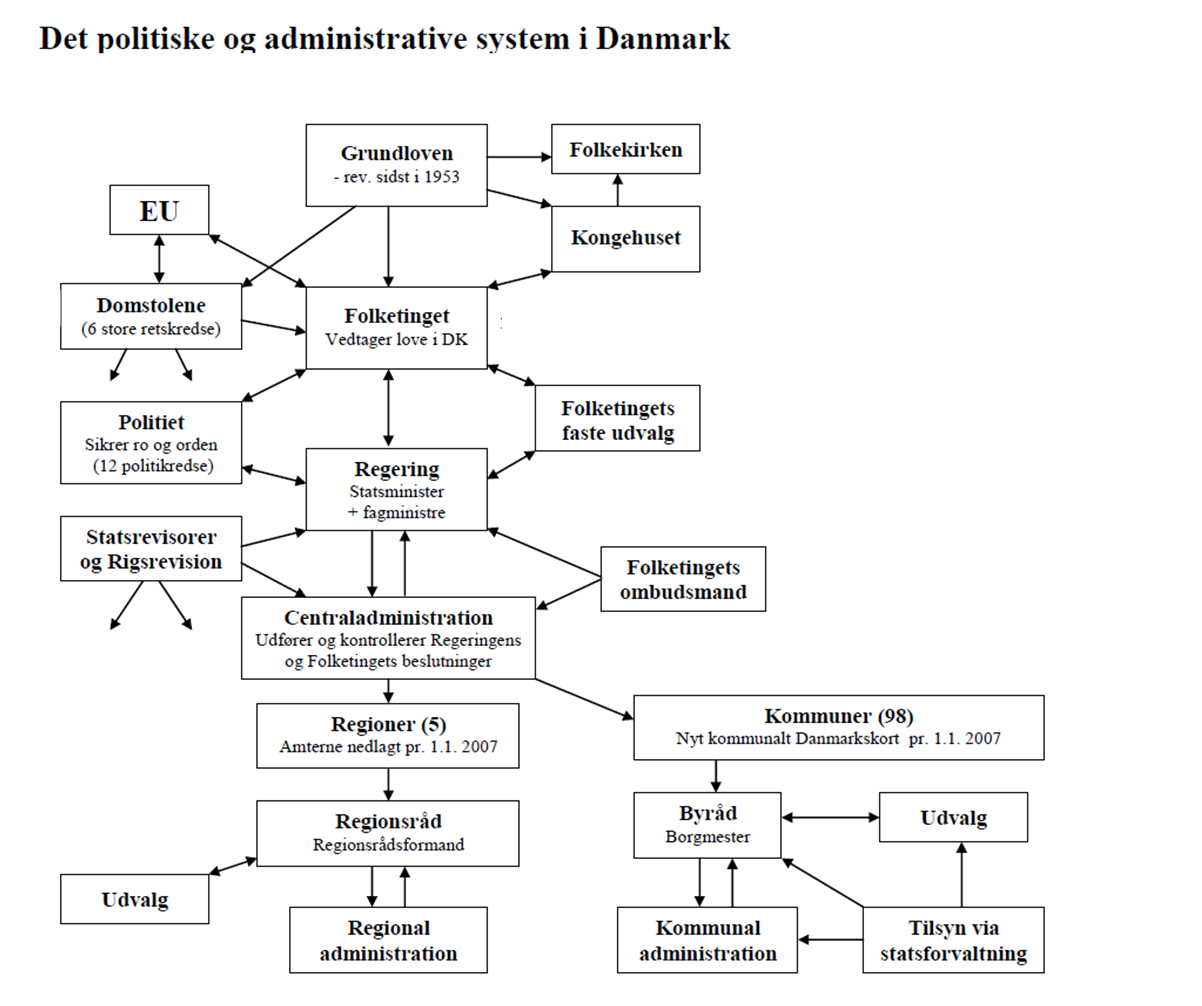 Det politiske og administrative system i Danmark
Grundloven
- rev. sidst i 1953
Folkekirken
EU
Kongehuset
Domstolene
(6 store retskredse)
Folketinget
Vedtager love i DK
:
Politiet
Sikrer ro og orden
(12 politikredse)
Folketingets
faste udvalg
Regering
Statsminister
+ fagministre
Statsrevisorer
og Rigsrevision
Folketingets
ombudsmand
Centraladministration
Udfører og kontrollerer Regeringens
og Folketingets beslutninger
Regioner (5)
Amterne nedlagt pr. 1.1. 2007
Kommuner (98)
Nyt kommunalt Danmarkskort pr. 1.1. 2007
Regionsråd
Regionsrådsformand
Byråd
Borgmester
Udvalg
Udvalg
Regional
administration
Kommunal
administration
Tilsyn via
statsforvaltning